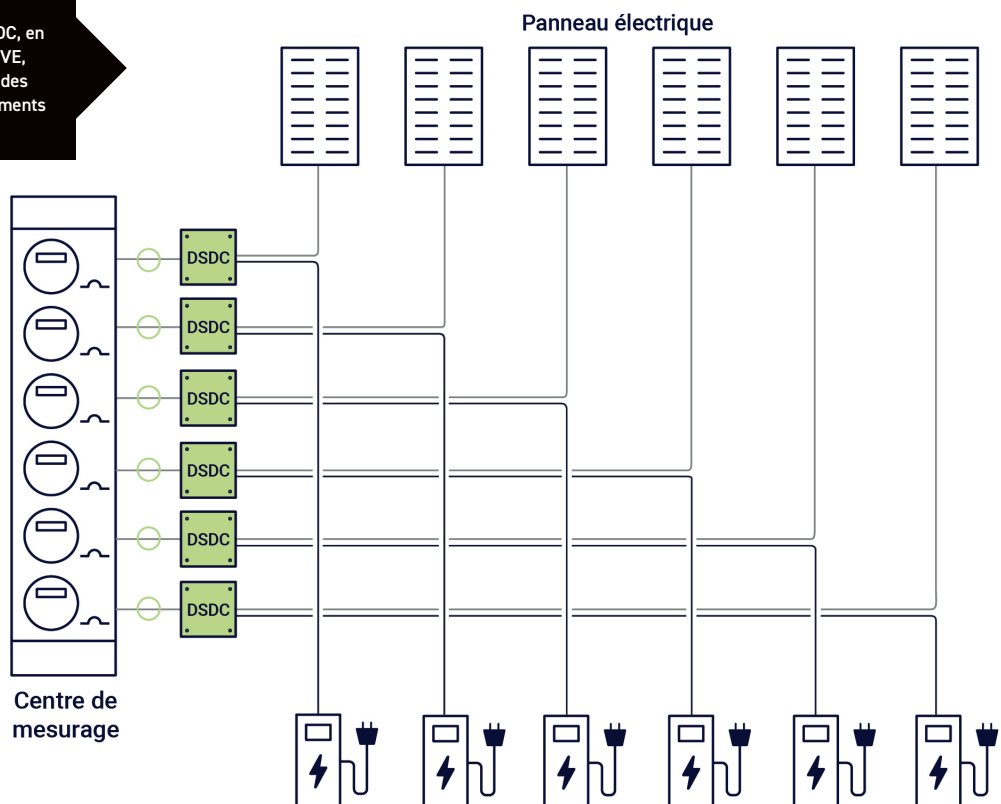 DC, en
VE,
des
ments
Panneau électrique
DSDC
DSDC
DSDC
DSDC
DSDC
DSDC
Centre de
mesurage